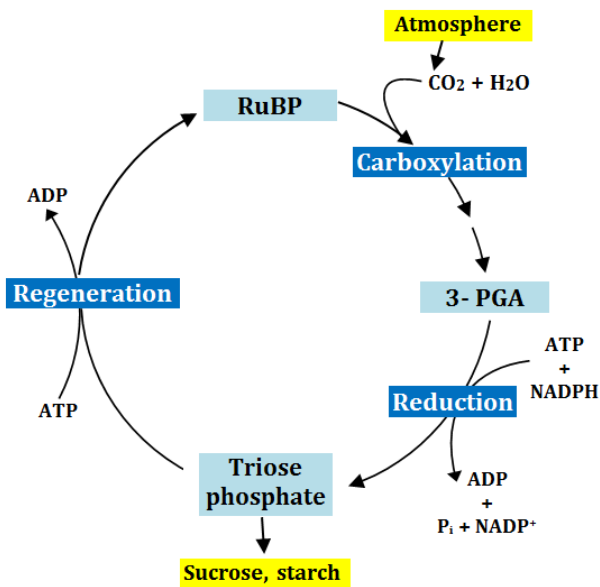 Atmosphere
CO₂ + H₂O
RuBP
Carboxylation
ADP
Regeneration
3- PGA
ATP
+
NADPH
Reduction
ATP
Triose
phosphate
ADP
+
Pᵢ + NADP⁺
Sucrose, starch